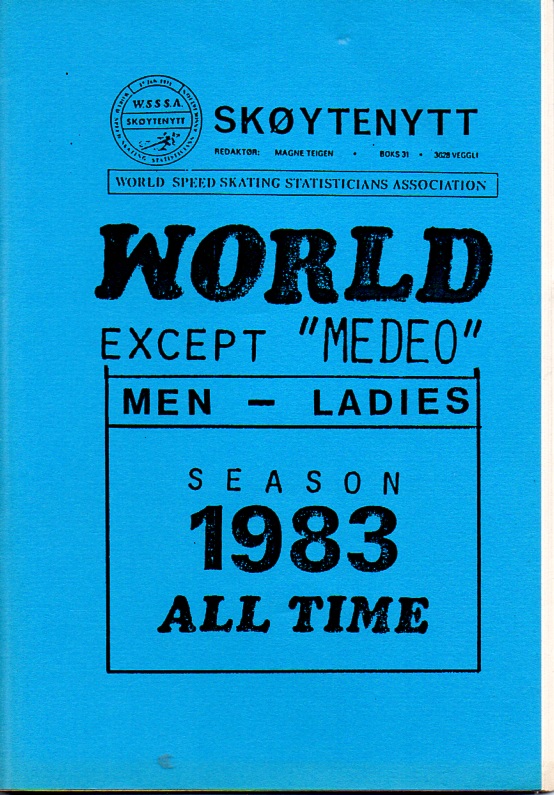 W.S.S.S.A.
SKØYTENYTT
SKØYTENYTT
REDAKTØR: MAGNE TEIGEN • BOKS 31 • 3628 VEGGLI
WORLD SPEED SKATING STATISTICIANS ASSOCIATION
WORLD
EXCEPT "MEDEO"
MEN - LADIES
SEASON
1983
ALL TIME